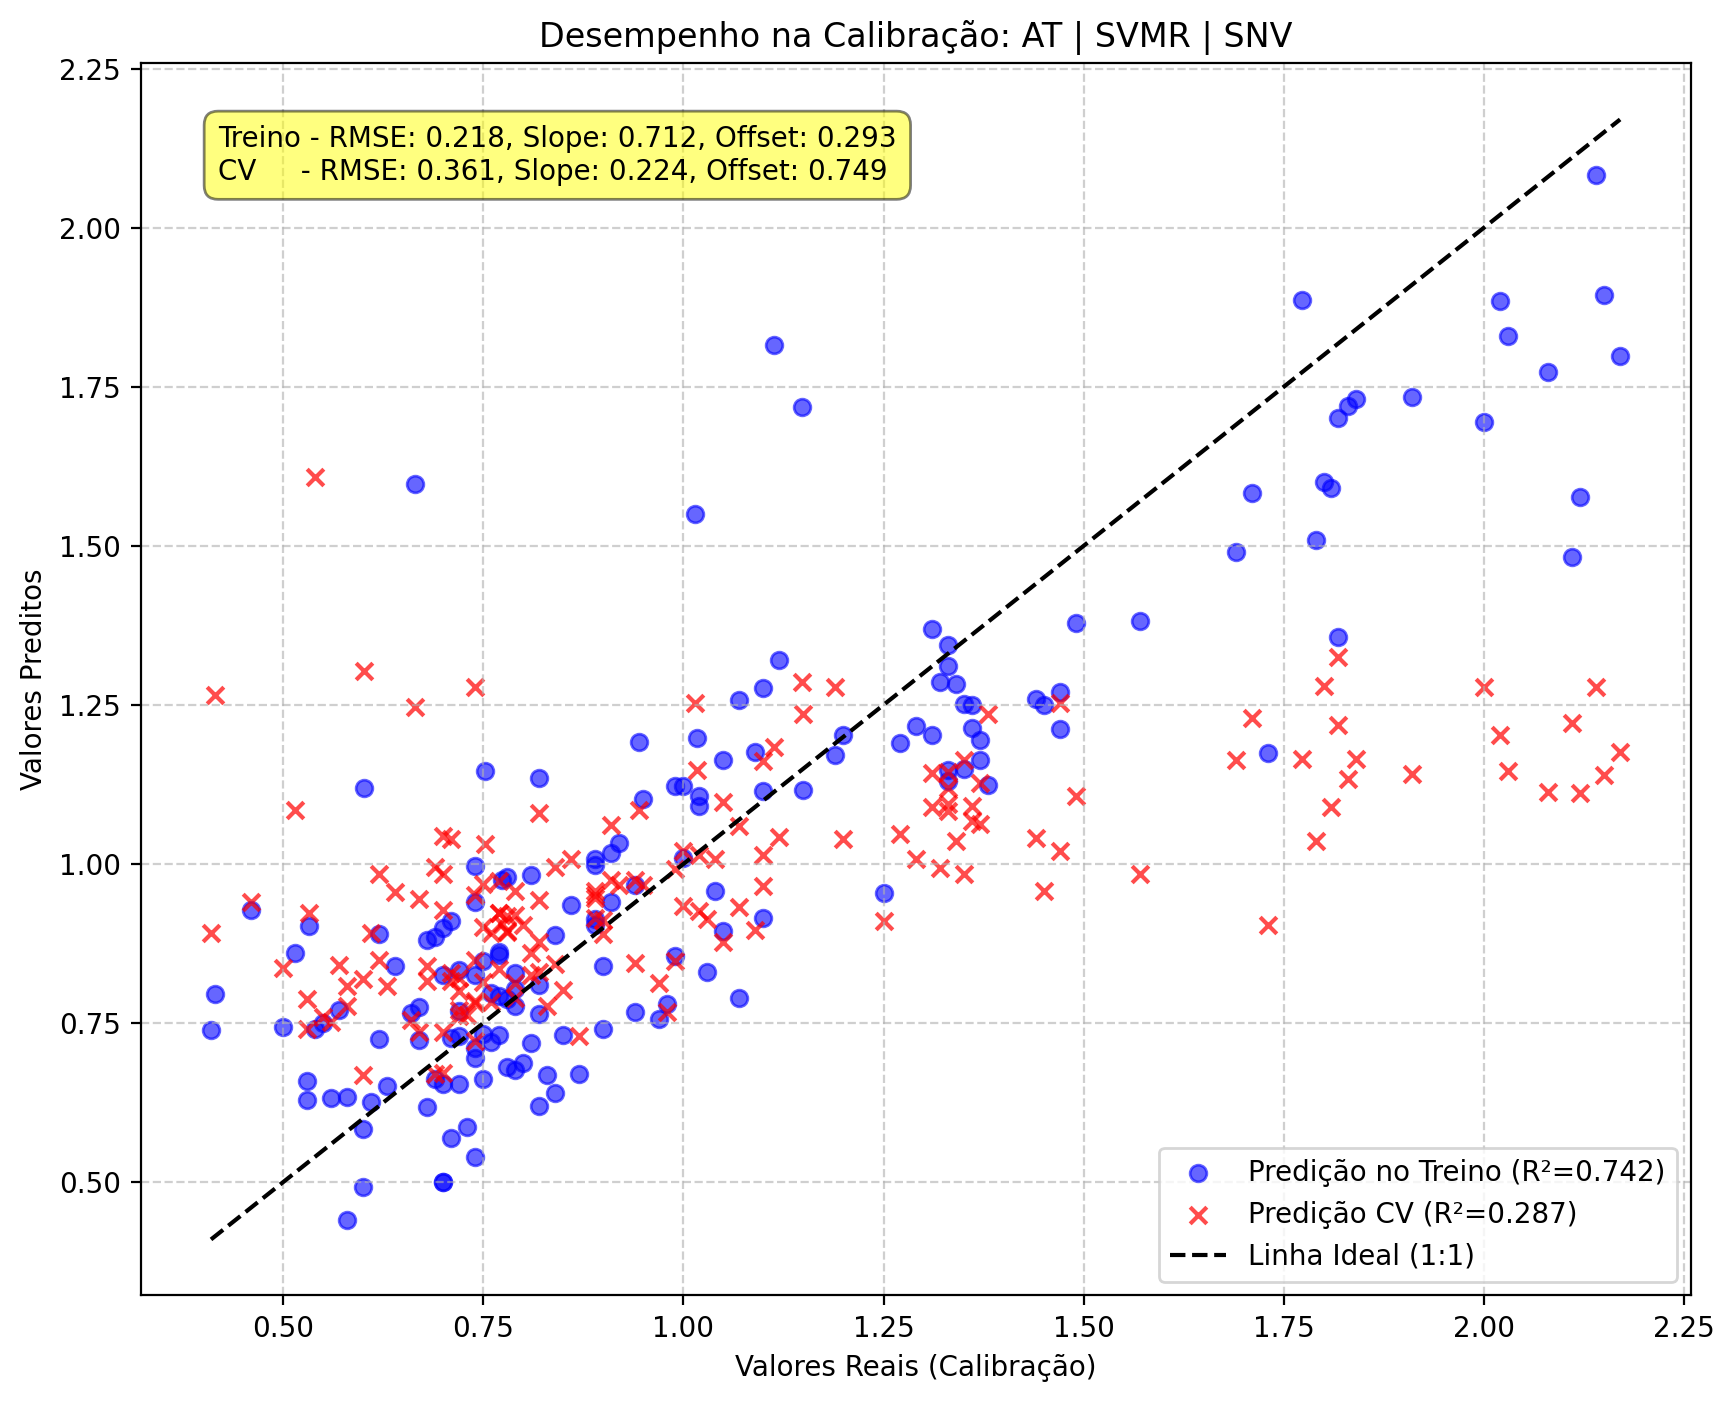 Desempenho na Calibração: AT | SVMR | SNV
2.25
2.00
1.75
1.50
1.25
1.00
0.75
0.50
Valores Preditos
Treino - RMSE: 0.218, Slope: 0.712, Offset: 0.293
CV - RMSE: 0.361, Slope: 0.224, Offset: 0.749
Predição no Treino (R²=0.742)
Predição CV (R²=0.287)
Linha Ideal (1:1)
0.50 0.75 1.00 1.25 1.50 1.75 2.00 2.25
Valores Reais (Calibração)